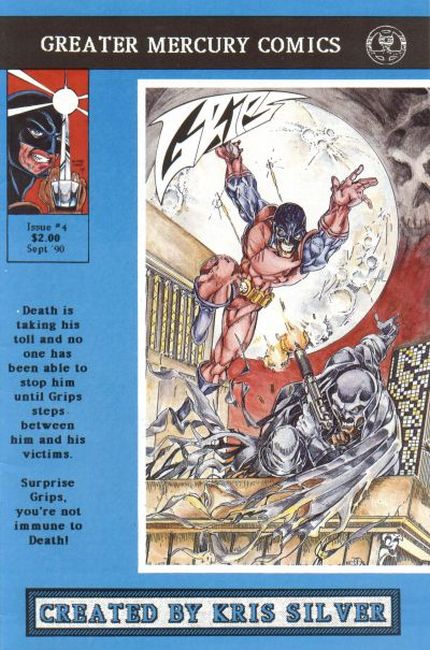 GREATER MERCURY COMICS
GRIPS
Issue #4
$2.00
Sept '90
Death is
taking his
toll and no
one has
been able to
stop him
until Grips
steps
between
him and his
victims.
Surprise
Grips,
you're not
immune to
Death!
CREATED BY KRIS SILVER